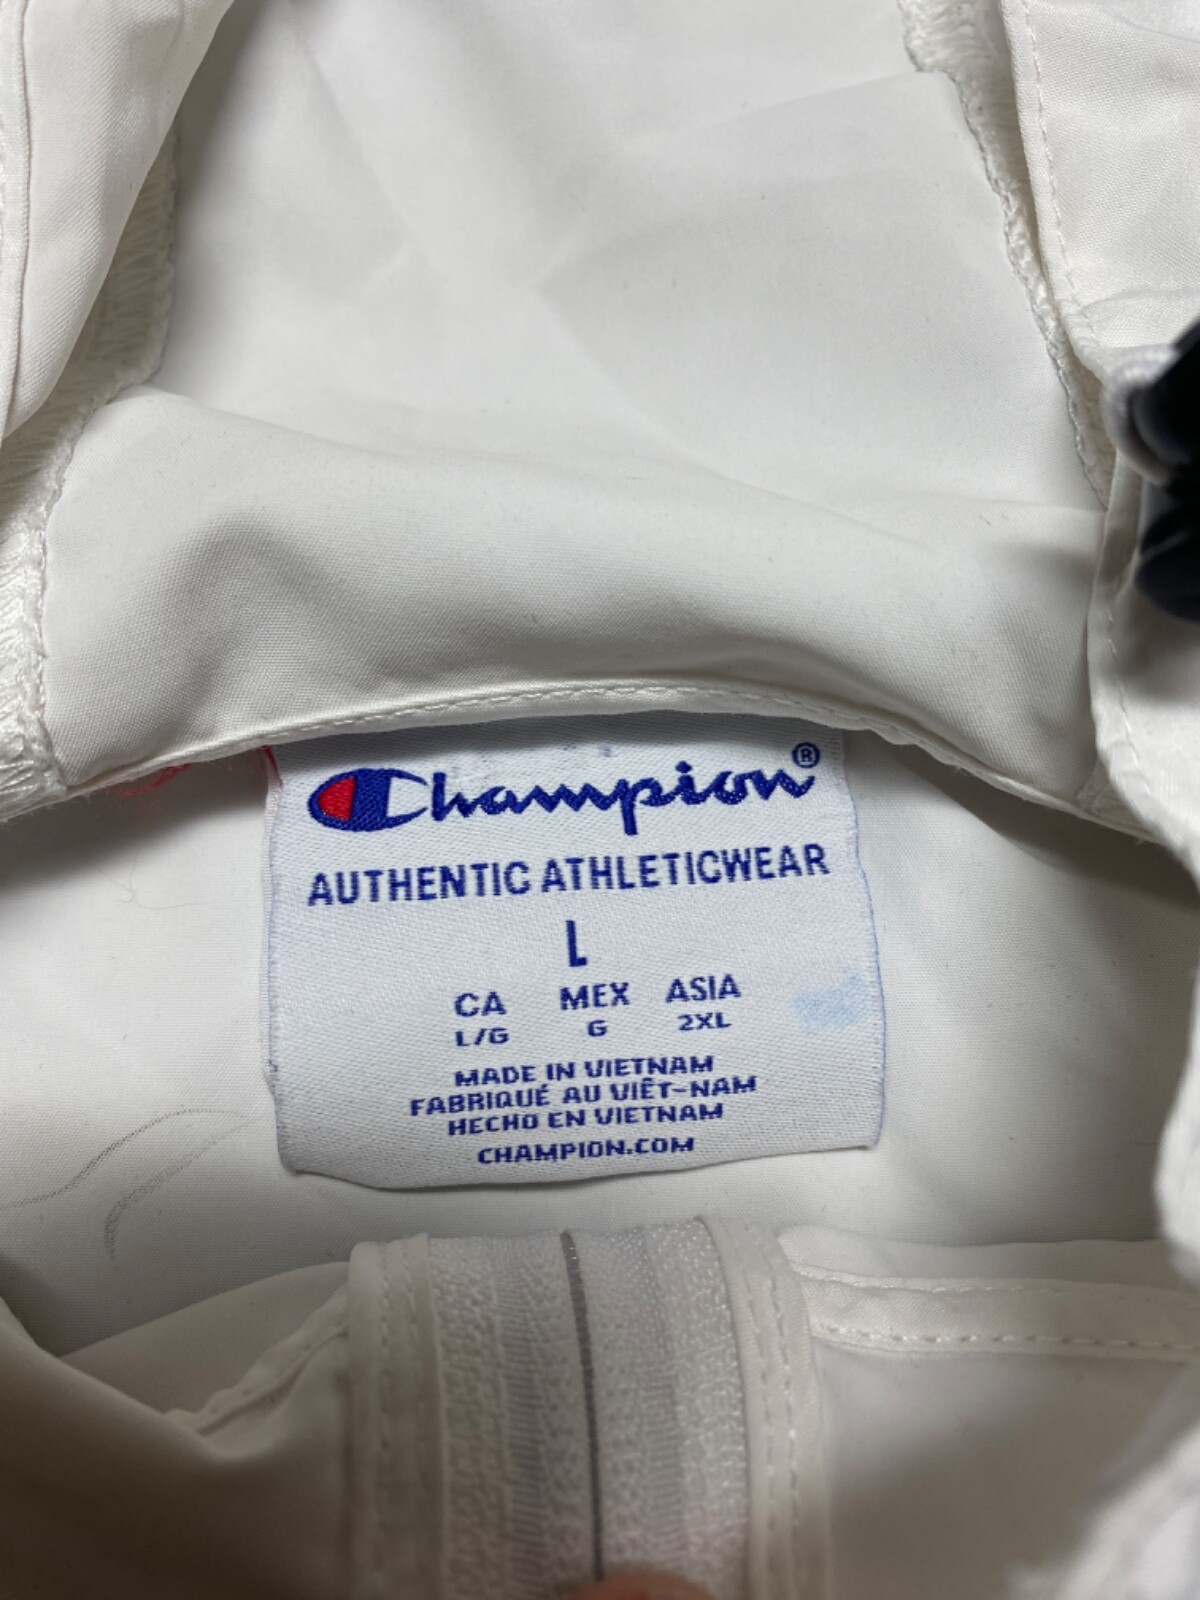 Champion®
AUTHENTIC ATHLETICWEAR
L
CA MEX ASIA
L/G G 2XL
MADE IN VIETNAM
FABRIQUÉ AU VIÊT-NAM
HECHO EN VIETNAM
CHAMPION.COM